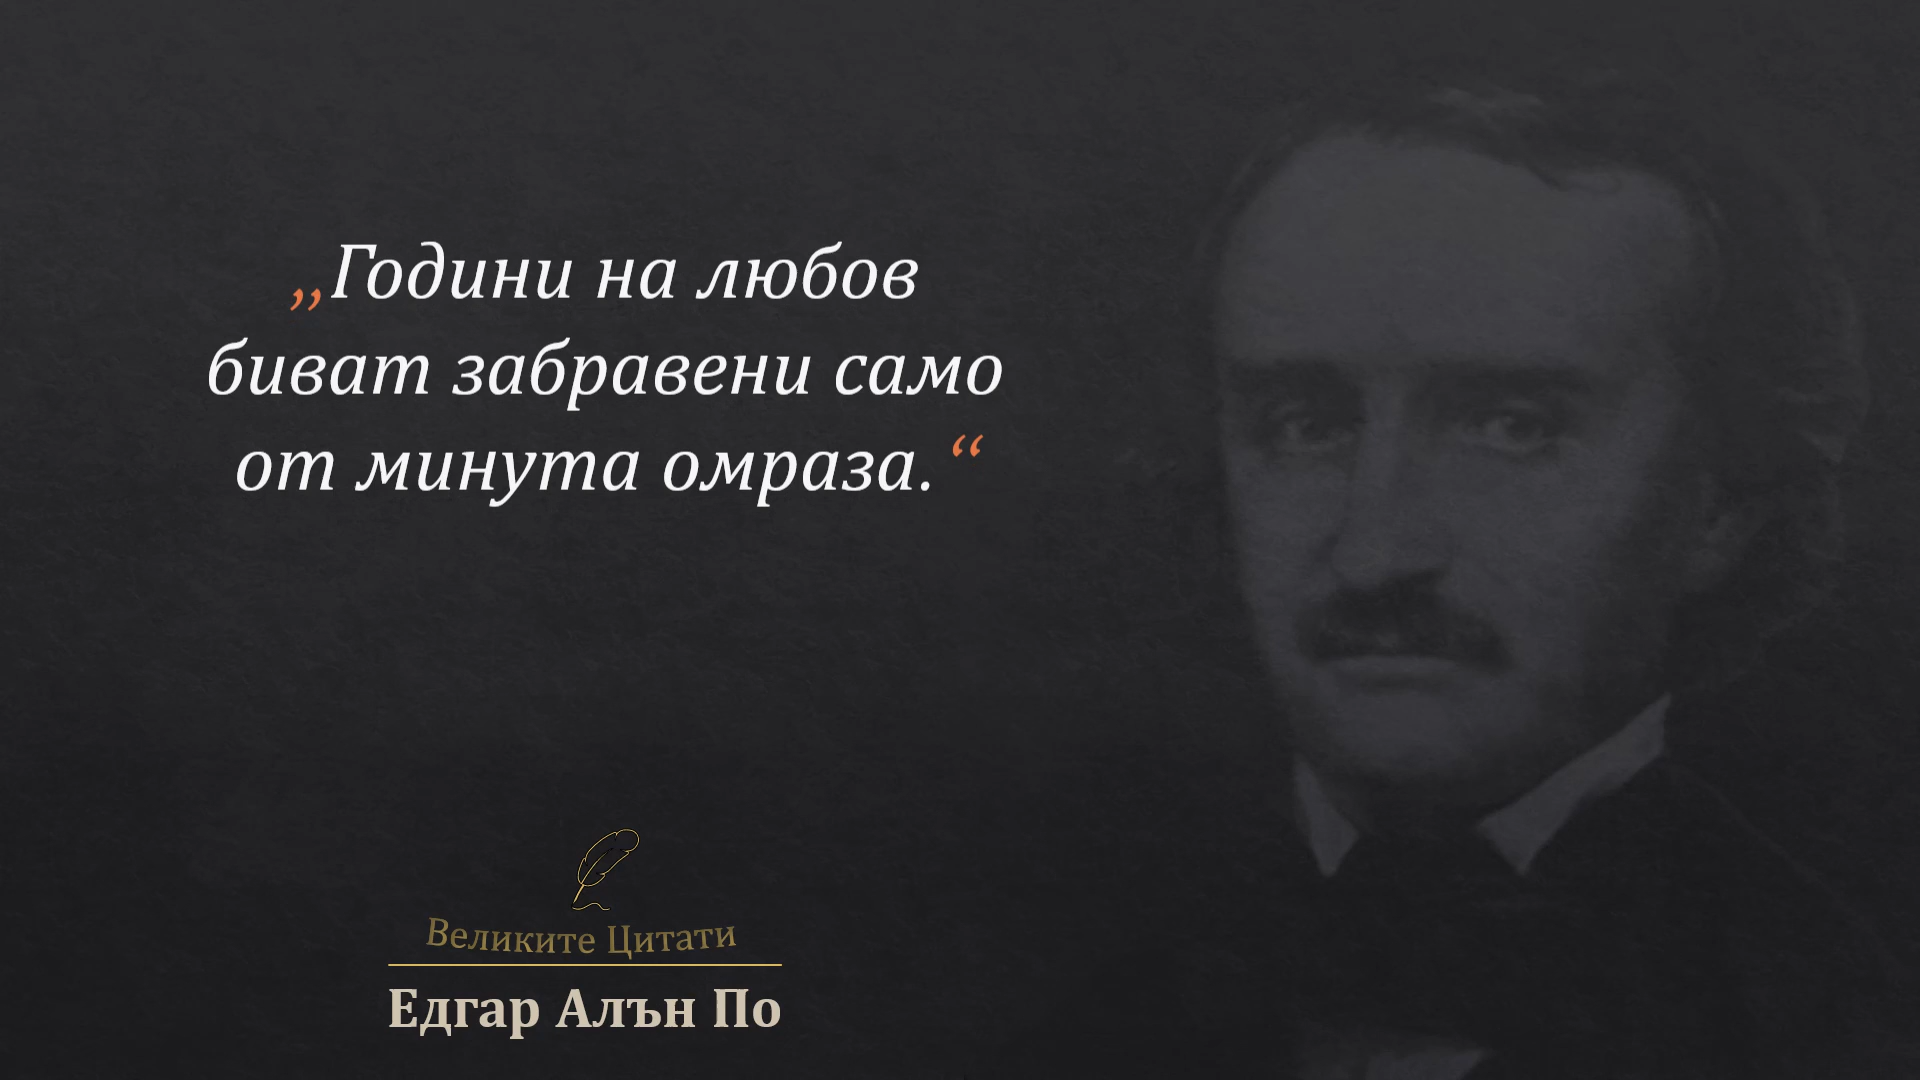 „Години на любов
биват забравени само
от минута омраза.“
Великите Цитати
Едгар Алън По